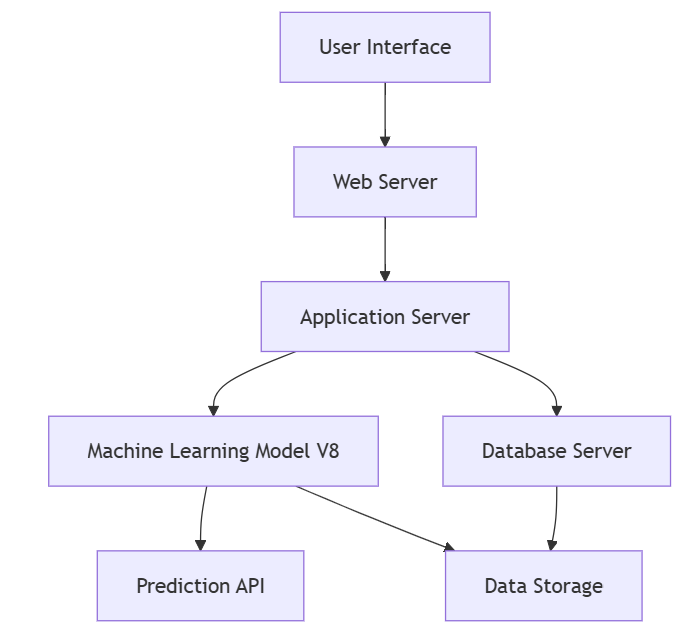 User Interface
Web Server
Application Server
Machine Learning Model V8
Database Server
Prediction API
Data Storage